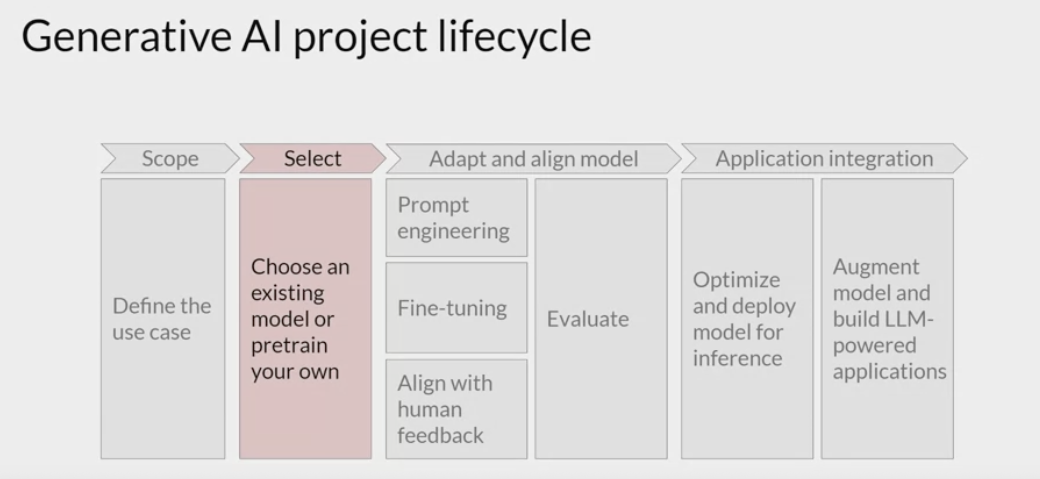 Generative AI project lifecycle
Scope
Select
Adapt and align model
Application integration
Define the
use case
Choose an
existing
model or
pretrain
your own
Prompt
engineering
Fine-tuning
Align with
human
feedback
Evaluate
Optimize
and deploy
model for
inference
Augment
model and
build LLM-
powered
applications